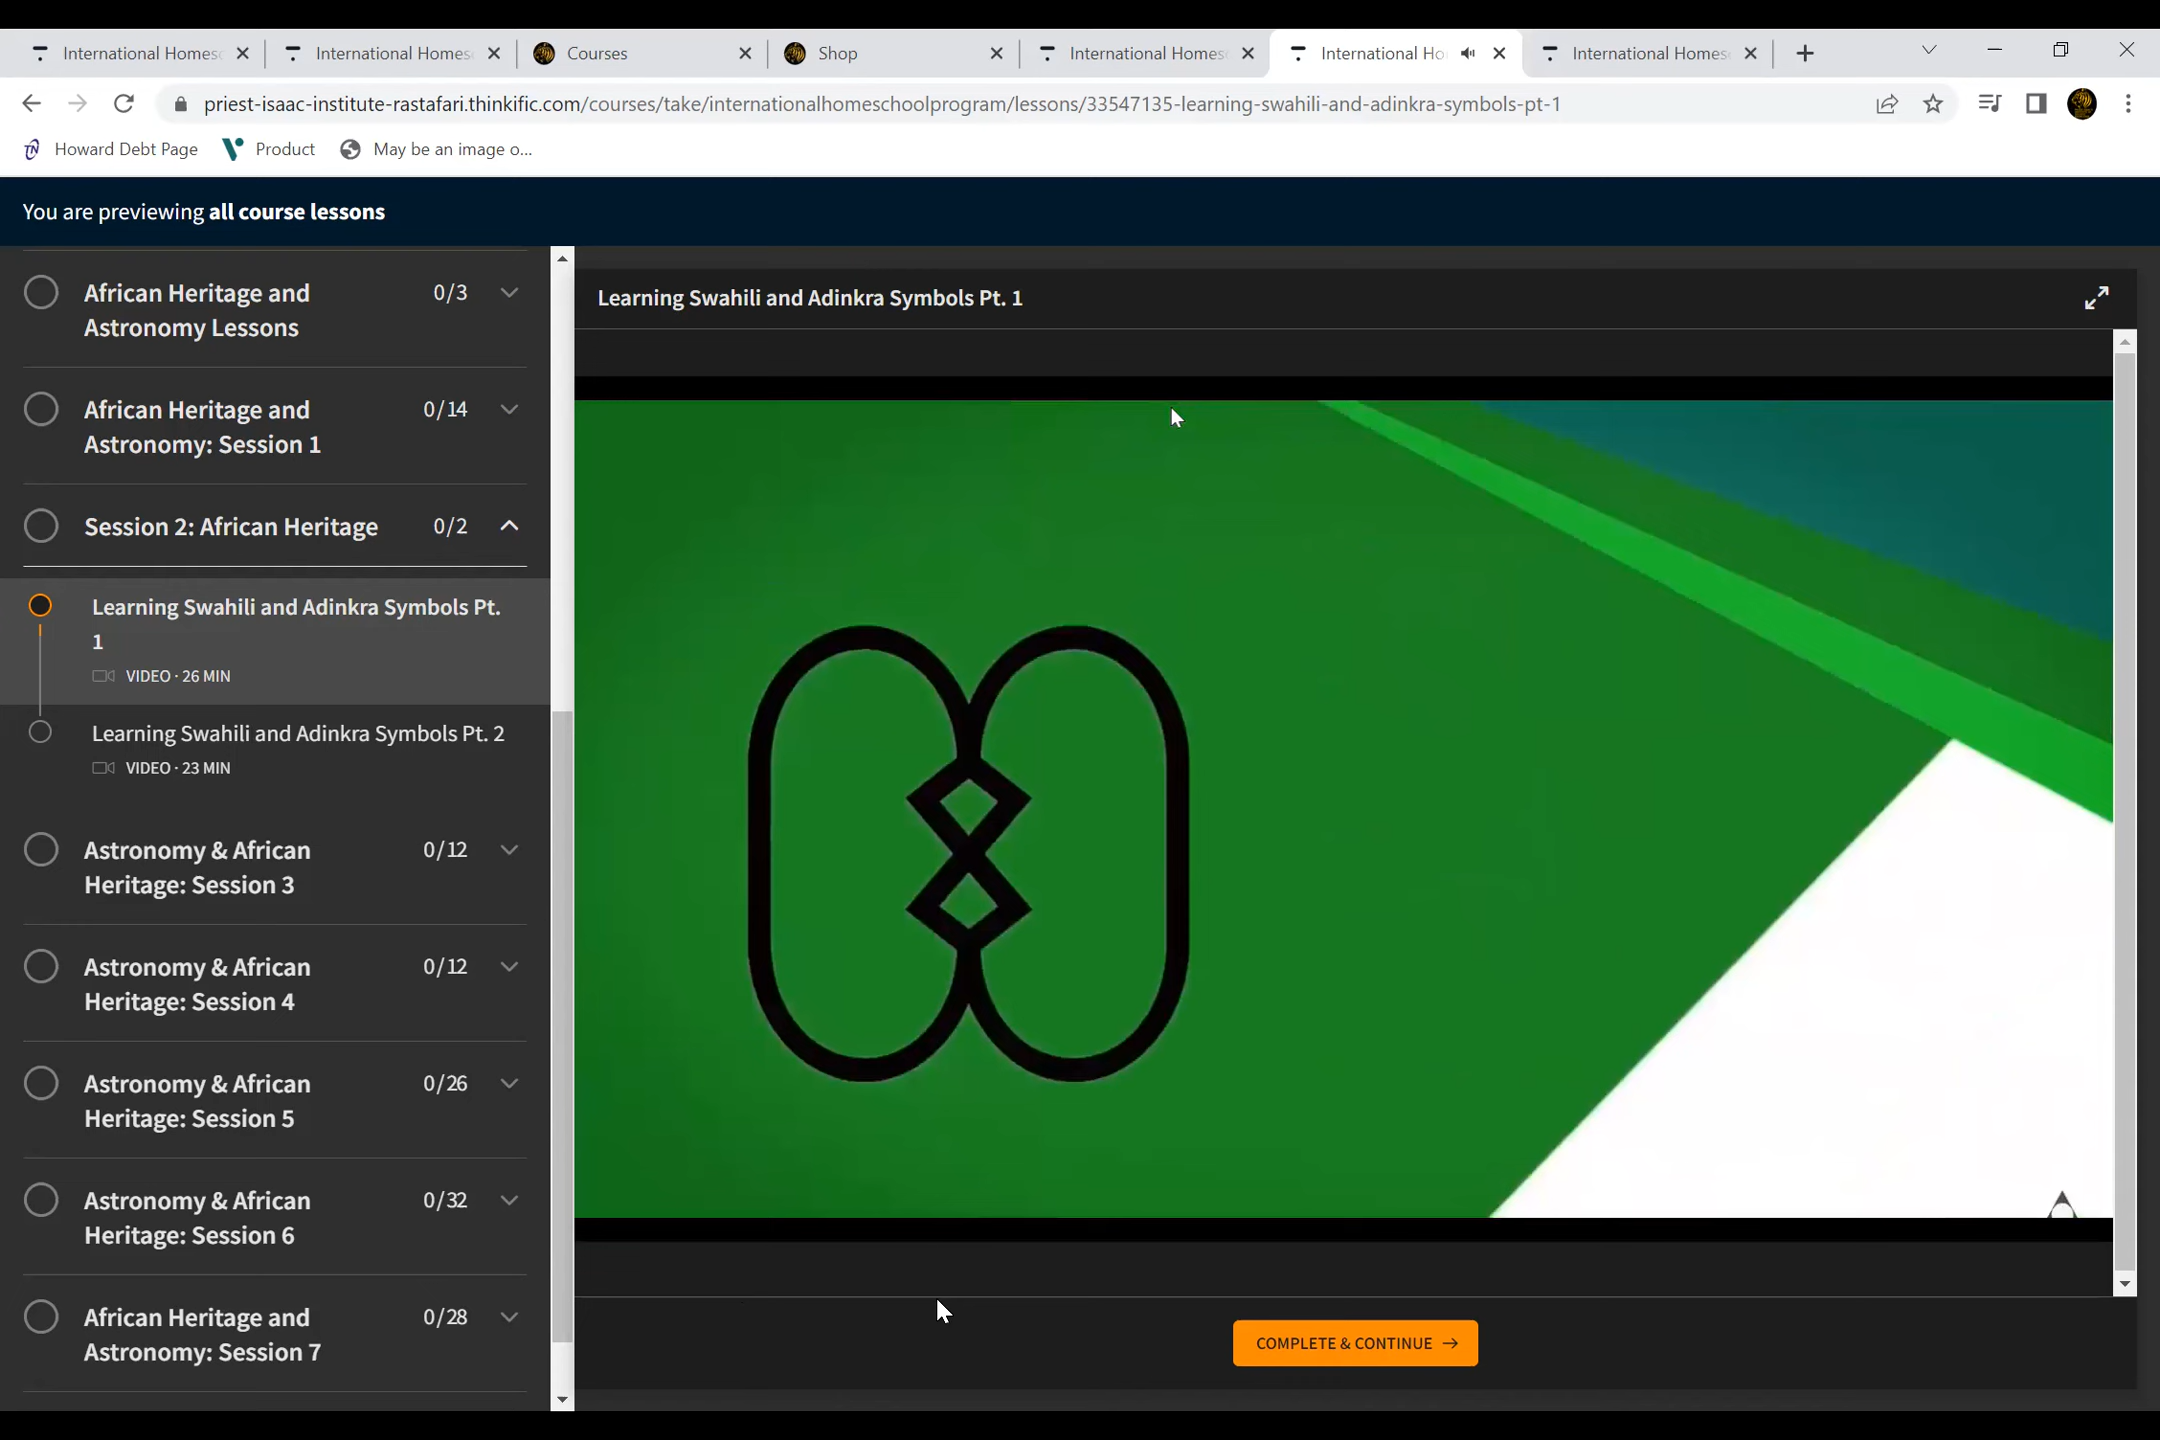 International Homes
International Homes
Courses
Shop
International Homes
International Ho
International Homes
priest-isaac-institute-rastafari.thinkific.com/courses/take/internationalhomeschoolprogram/lessons/33547135-learning-swahili-and-adinkra-symbols-pt-1
Howard Debt Page
Product
May be an image o...
You are previewing all course lessons
African Heritage and
Astronomy Lessons
0/3
African Heritage and
Astronomy: Session 1
0/14
Session 2: African Heritage
0/2
Learning Swahili and Adinkra Symbols Pt.
1
VIDEO · 26 MIN
Learning Swahili and Adinkra Symbols Pt. 2
VIDEO · 23 MIN
Astronomy & African
Heritage: Session 3
0/12
Astronomy & African
Heritage: Session 4
0/12
Astronomy & African
Heritage: Session 5
0/26
Astronomy & African
Heritage: Session 6
0/32
African Heritage and
Astronomy: Session 7
0/28
Learning Swahili and Adinkra Symbols Pt. 1
COMPLETE & CONTINUE →